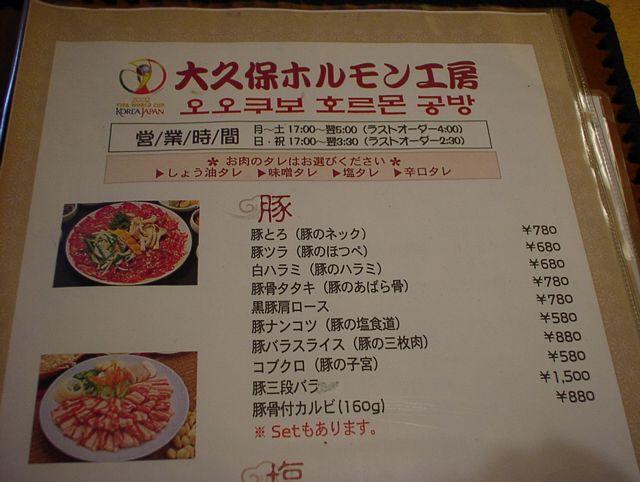 2002
FIFA WORLD CUP
KOREA JAPAN
大久保ホルモン工房
오오쿠보 호르몬 공방
営/業/時/間
月～土 17:00～翌5:00 (ラストオーダー4:00)
日・祝 17:00～翌3:30 (ラストオーダー2:30)
＊ お肉のタレはお選びください ＊
▶しょう油タレ ▶味噌タレ ▶塩タレ ▶辛口タレ
豚
豚とろ (豚のネック) ¥780
豚ツラ (豚のほつぺ) ¥680
白ハラミ (豚のハラミ) ¥680
豚骨タタキ (豚のあばら骨) ¥780
黒豚肩ロース ¥780
豚ナンコツ (豚の塩食道) ¥580
豚バラスライス (豚の三枚肉) ¥880
コブクロ (豚の子宮) ¥580
豚三段バラ ¥1,500
豚骨付カルビ(160g) ¥880
※ Setもあります。
塩